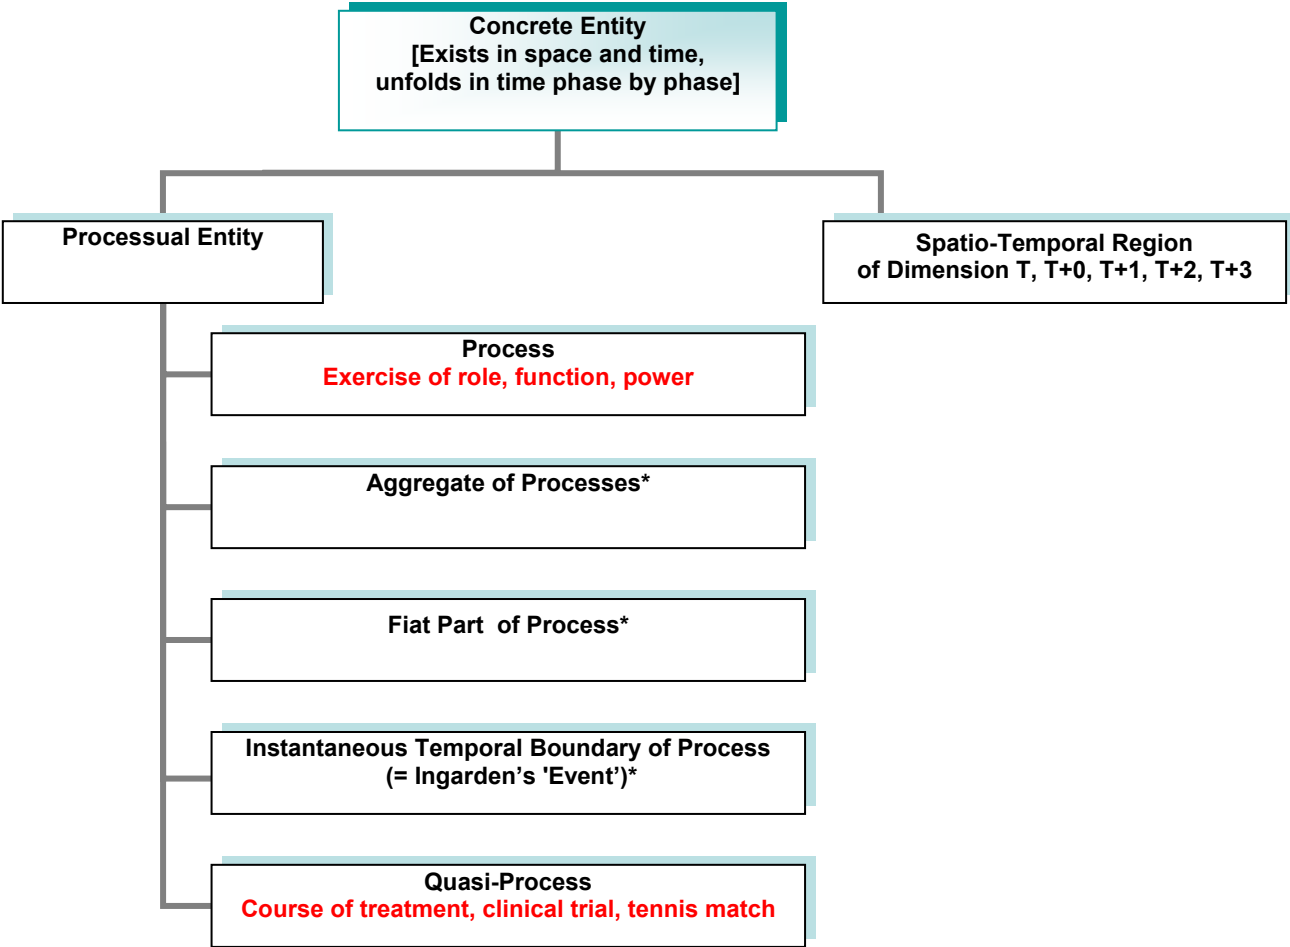 Concrete Entity
[Exists in space and time,
unfolds in time phase by phase]
Processual Entity
Spatio-Temporal Region
of Dimension T, T+0, T+1, T+2, T+3
Process
Exercise of role, function, power
Aggregate of Processes*
Fiat Part  of Process*
Instantaneous Temporal Boundary of Process
(= Ingarden’s 'Event’)*
Quasi-Process
Course of treatment, clinical trial, tennis match